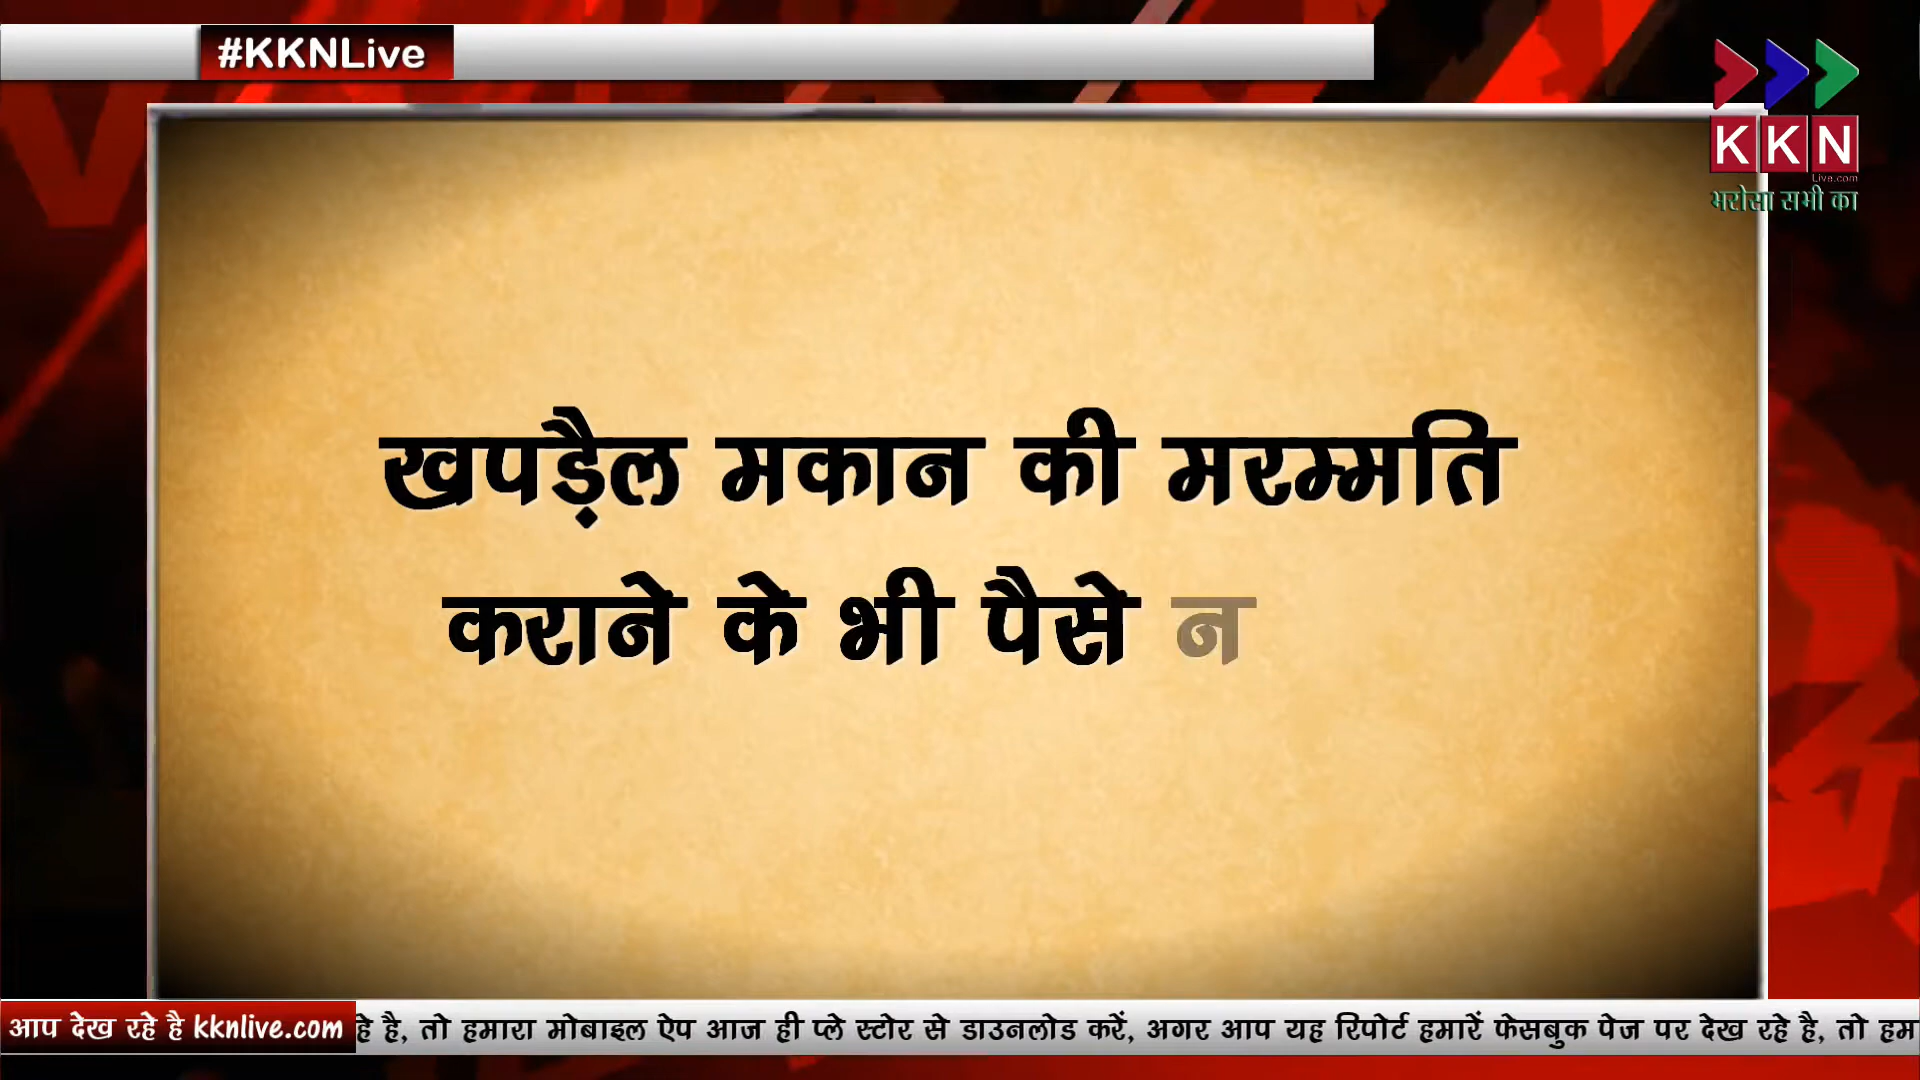 #KKNLive
KKN
Live.com
भरोसा सभी का
खपड़ैल मकान की मरम्मति
कराने के भी पैसे न
आप देख रहे है kknlive.com
हे है, तो हमारा मोबाइल ऐप आज ही प्ले स्टोर से डाउनलोड करें, अगर आप यह रिपोर्ट हमारें फेसबुक पेज पर देख रहे है, तो हम